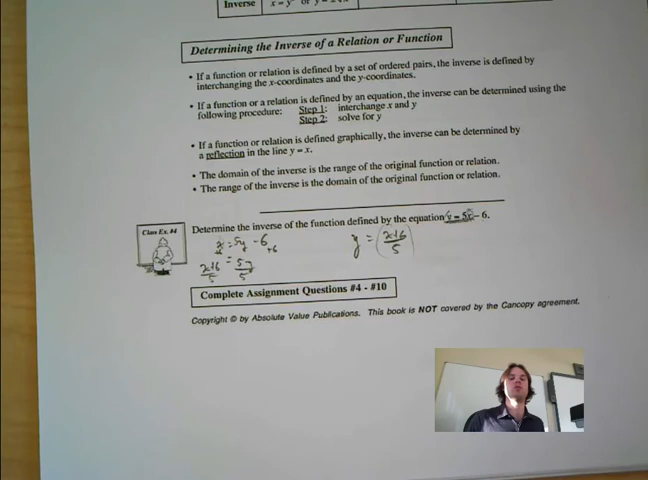 Inverse
Determining the Inverse of a Relation or Function
• If a function or relation is defined by a set of ordered pairs, the inverse is defined by
interchanging the x-coordinates and the y-coordinates.
• If a function or a relation is defined by an equation, the inverse can be determined using the
following procedure: Step 1: interchange x and y
Step 2: solve for y
• If a function or relation is defined graphically, the inverse can be determined by
a reflection in the line y = x.
• The domain of the inverse is the range of the original function or relation.
• The range of the inverse is the domain of the original function or relation.
Class Ex. #4
Determine the inverse of the function defined by the equation y = 5x – 6.
x = 5y - 6
+6 +6
x+6 = 5y
5 5
y = (x+6)
5
Complete Assignment Questions #4 - #10
Copyright © by Absolute Value Publications. This book is NOT covered by the Cancopy agreement.